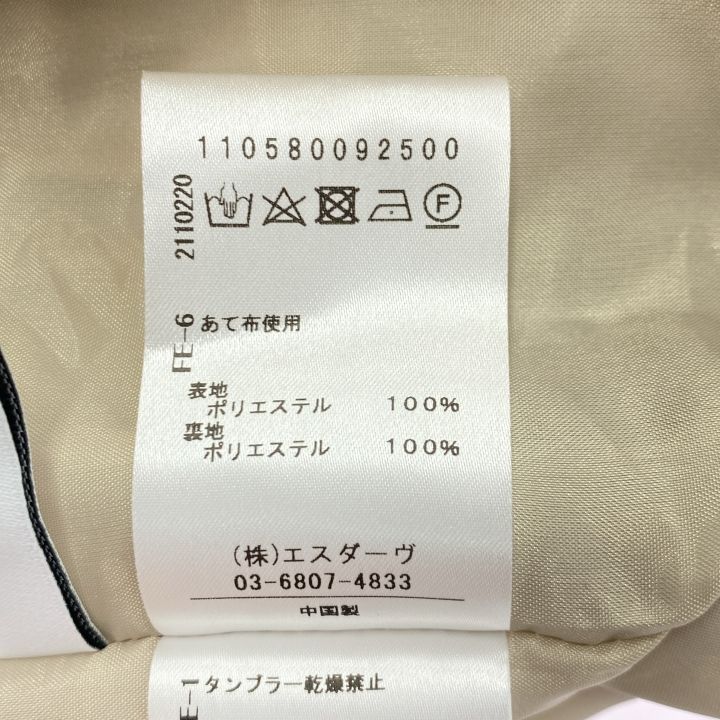 110580092500
2110220
F
FE-6 あて布使用
表地
ポリエステル 100%
裏地
ポリエステル 100%
(株)エスダーヴ
03-6807-4833
中国製
E-1 タンブラー乾燥禁止